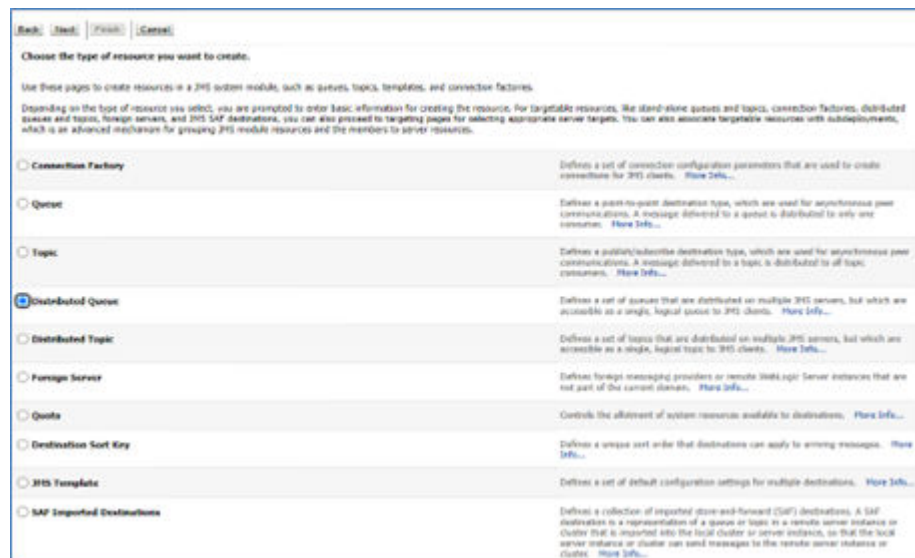 Back Next Finish Cancel
Choose the type of resource you want to create.
Use these pages to create resources in a JMS system module, such as queues, topics, templates, and connection factories.
Depending on the type of resource you select, you are prompted to enter basic information for creating the resource. For targetable resources, like stand-alone queues and topics, connection factories, distributed
queues and topics, foreign servers, and JMS SAF destinations, you can also proceed to targeting pages for selecting appropriate server targets. You can also associate targetable resources with subdeployments,
which is an advanced mechanism for grouping JMS module resources and the members to server resources.
Connection Factory
Defines a set of connection configuration parameters that are used to create
connections for JMS clients. More Info...
Queue
Defines a point-to-point destination type, which are used for asynchronous peer
communications. A message delivered to a queue is distributed to only one
consumer. More Info...
Topic
Defines a publish/subscribe destination type, which are used for asynchronous peer
communications. A message delivered to a topic is distributed to all topic
consumers. More Info...
Distributed Queue
Defines a set of queues that are distributed on multiple JMS servers, but which are
accessible as a single, logical queue to JMS clients. More Info...
Distributed Topic
Defines a set of topics that are distributed on multiple JMS servers, but which are
accessible as a single, logical topic to JMS clients. More Info...
Foreign Server
Defines foreign messaging providers or remote WebLogic Server instances that are
not part of the current domain. More Info...
Quota
Controls the allotment of system resources available to destinations. More Info...
Destination Sort Key
Defines a unique sort order that destinations can apply to arriving messages. More
Info...
JMS Template
Defines a set of default configuration settings for multiple destinations. More Info...
SAF Imported Destinations
Defines a collection of imported store-and-forward (SAF) destinations. A SAF
destination is a representation of a queue or topic in a remote server instance or
cluster that is imported into the local cluster or server instance, so that the local
server instance or cluster can send messages to the remote server instance or
cluster. More Info...